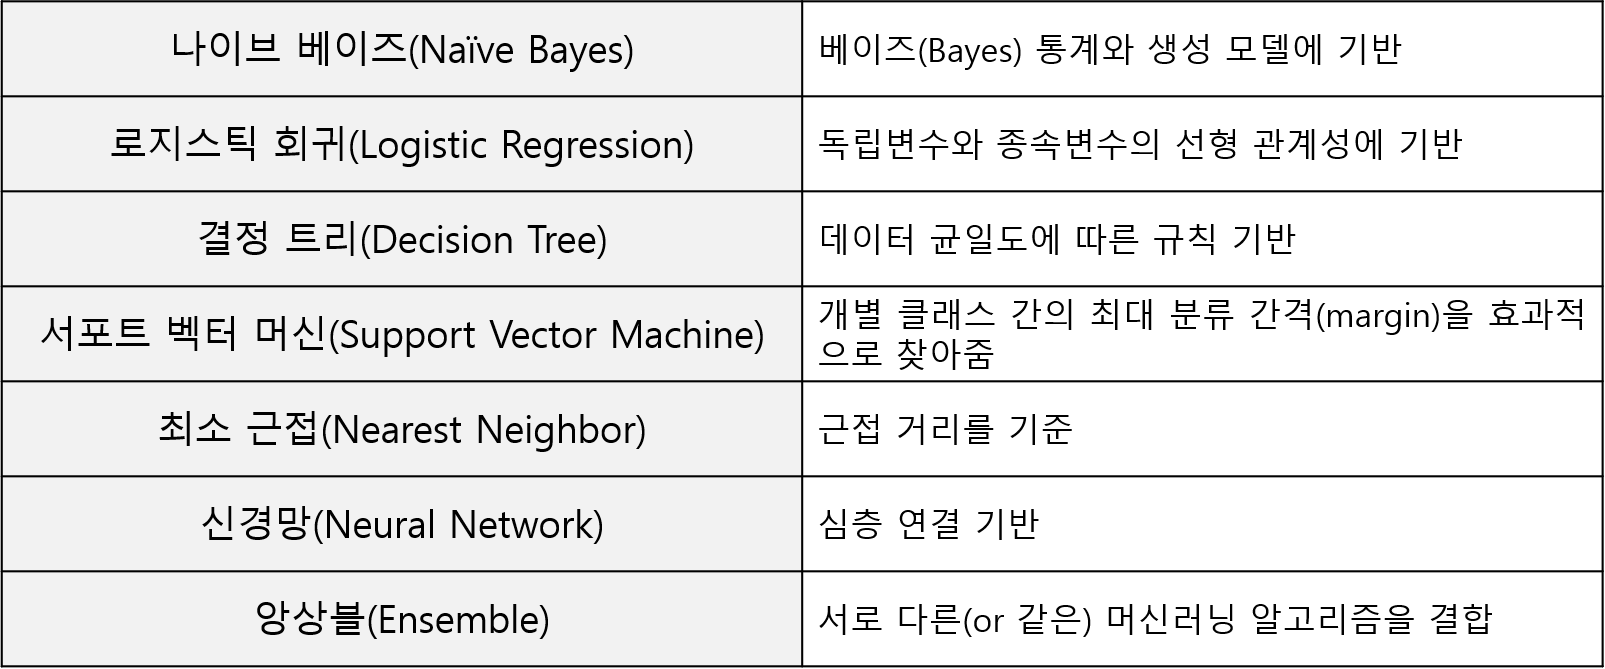 나이브 베이즈(Naïve Bayes)
베이즈(Bayes) 통계와 생성 모델에 기반
로지스틱 회귀(Logistic Regression)
독립변수와 종속변수의 선형 관계성에 기반
결정 트리(Decision Tree)
데이터 균일도에 따른 규칙 기반
서포트 벡터 머신(Support Vector Machine)
개별 클래스 간의 최대 분류 간격(margin)을 효과적
으로 찾아줌
최소 근접(Nearest Neighbor)
근접 거리를 기준
신경망(Neural Network)
심층 연결 기반
앙상블(Ensemble)
서로 다른(or 같은) 머신러닝 알고리즘을 결합